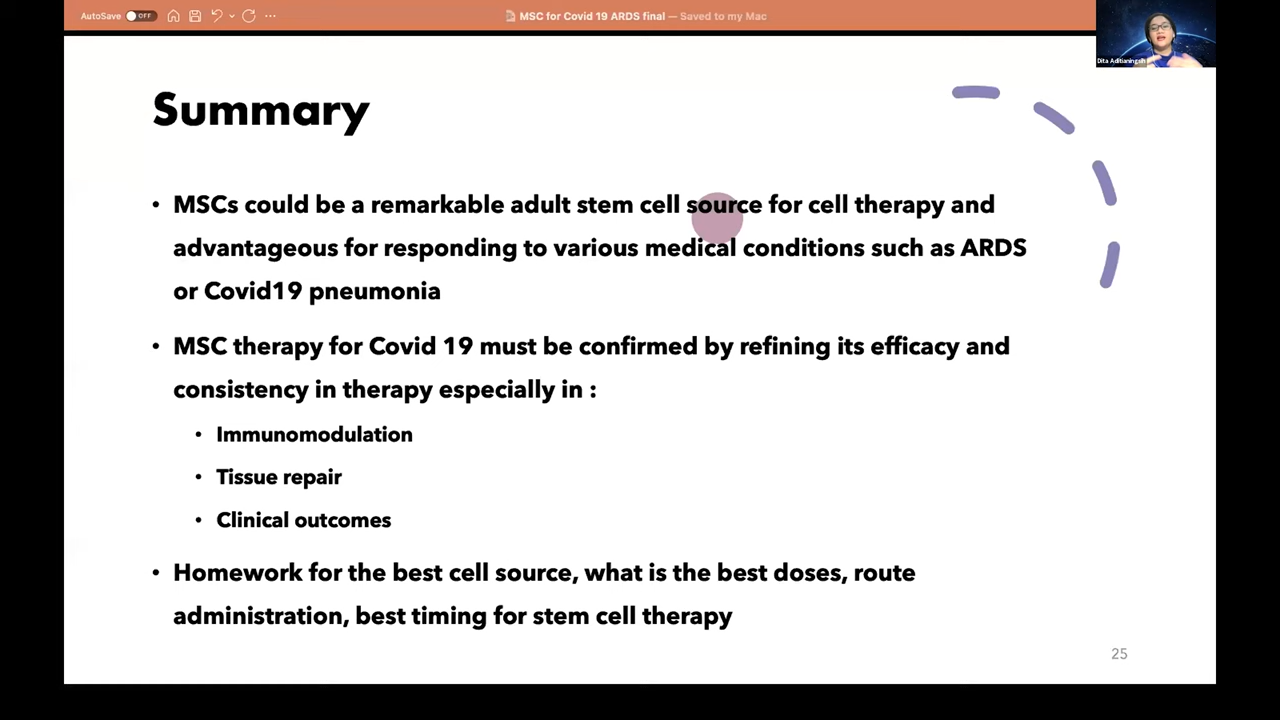 AutoSave OFF
MSC for Covid 19 ARDS final — Saved to my Mac
Dita Aditianingsih
Summary
• MSCs could be a remarkable adult stem cell source for cell therapy and
advantageous for responding to various medical conditions such as ARDS
or Covid19 pneumonia
• MSC therapy for Covid 19 must be confirmed by refining its efficacy and
consistency in therapy especially in :
• Immunomodulation
• Tissue repair
• Clinical outcomes
• Homework for the best cell source, what is the best doses, route
administration, best timing for stem cell therapy
25